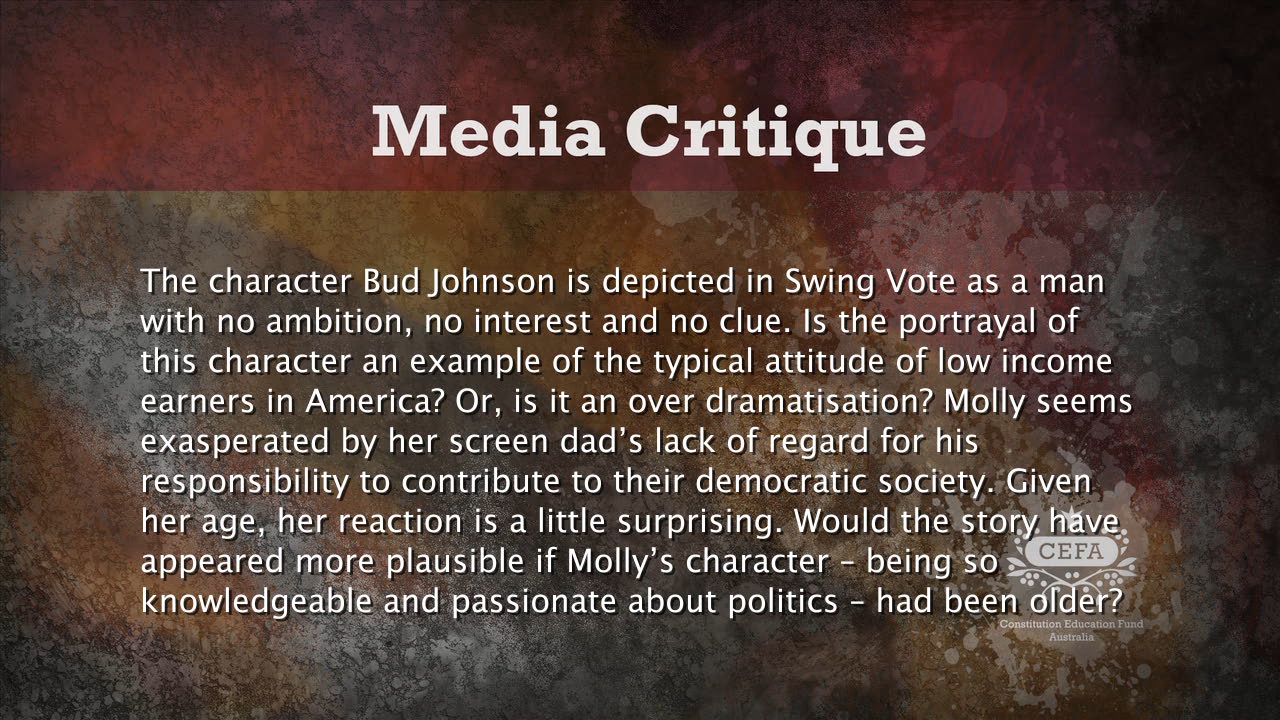 Media Critique
The character Bud Johnson is depicted in Swing Vote as a man
with no ambition, no interest and no clue. Is the portrayal of
this character an example of the typical attitude of low income
earners in America? Or, is it an over dramatisation? Molly seems
exasperated by her screen dad’s lack of regard for his
responsibility to contribute to their democratic society. Given
her age, her reaction is a little surprising. Would the story have
appeared more plausible if Molly’s character – being so
knowledgeable and passionate about politics – had been older?
CEFA
Constitution Education Fund
Australia